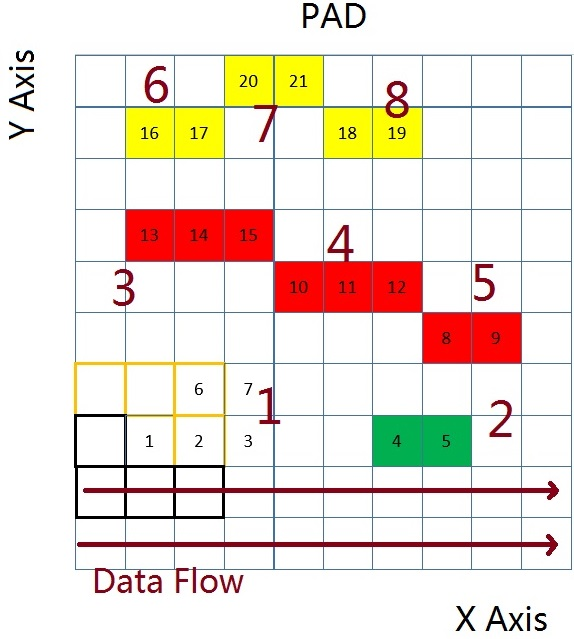 PAD
Y Axis
6 20 21 8
16 17 7 18 19
13 14 15 4
3 10 11 12 5
8 9
6 7 1
1 2 3 4 5 2
Data Flow
X Axis